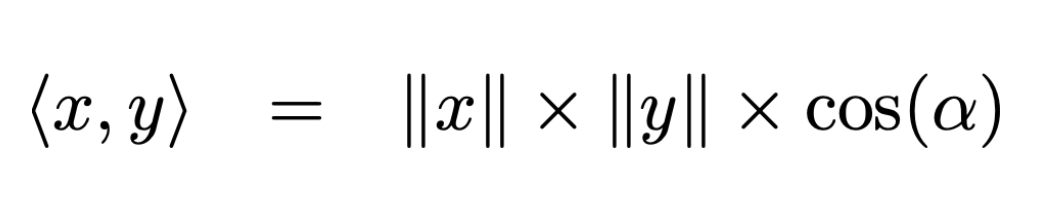 ⟨x, y⟩ = ‖x‖ × ‖y‖ × cos(α)